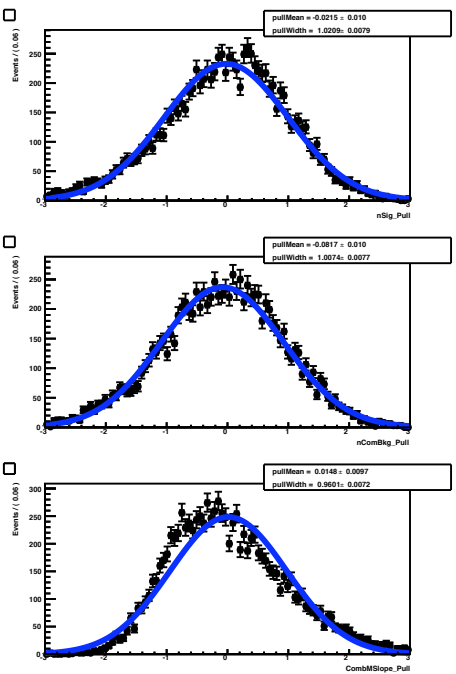 pullMean = -0.0215± 0.010
pullWidth = 1.0209± 0.0079
Events / ( 0.06 )
250
200
150
100
50
0
-3 -2 -1 0 1 2 3
nSig_Pull
pullMean = -0.0817± 0.010
pullWidth = 1.0074± 0.0077
Events / ( 0.06 )
250
200
150
100
50
0
-3 -2 -1 0 1 2 3
nComBkg_Pull
pullMean = 0.0148± 0.0097
pullWidth = 0.9601± 0.0072
Events / ( 0.06 )
300
250
200
150
100
50
0
-3 -2 -1 0 1 2 3
CombMSlope_Pull